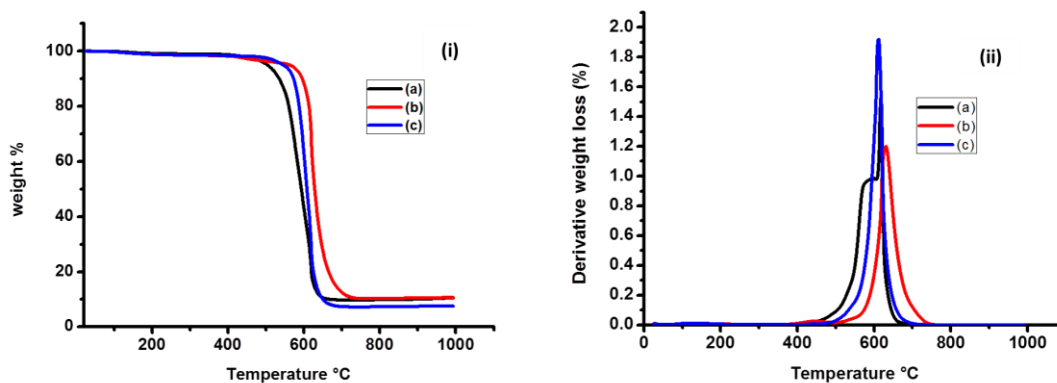 (i)
100
80
60
40
20
0
weight %
(a)
(b)
(c)
200
400
600
800
1000
Temperature °C
(ii)
2.0
1.8
1.6
1.4
1.2
1.0
0.8
0.6
0.4
0.2
0.0
Derivative weight loss (%)
(a)
(b)
(c)
0
200
400
600
800
1000
Temperature °C